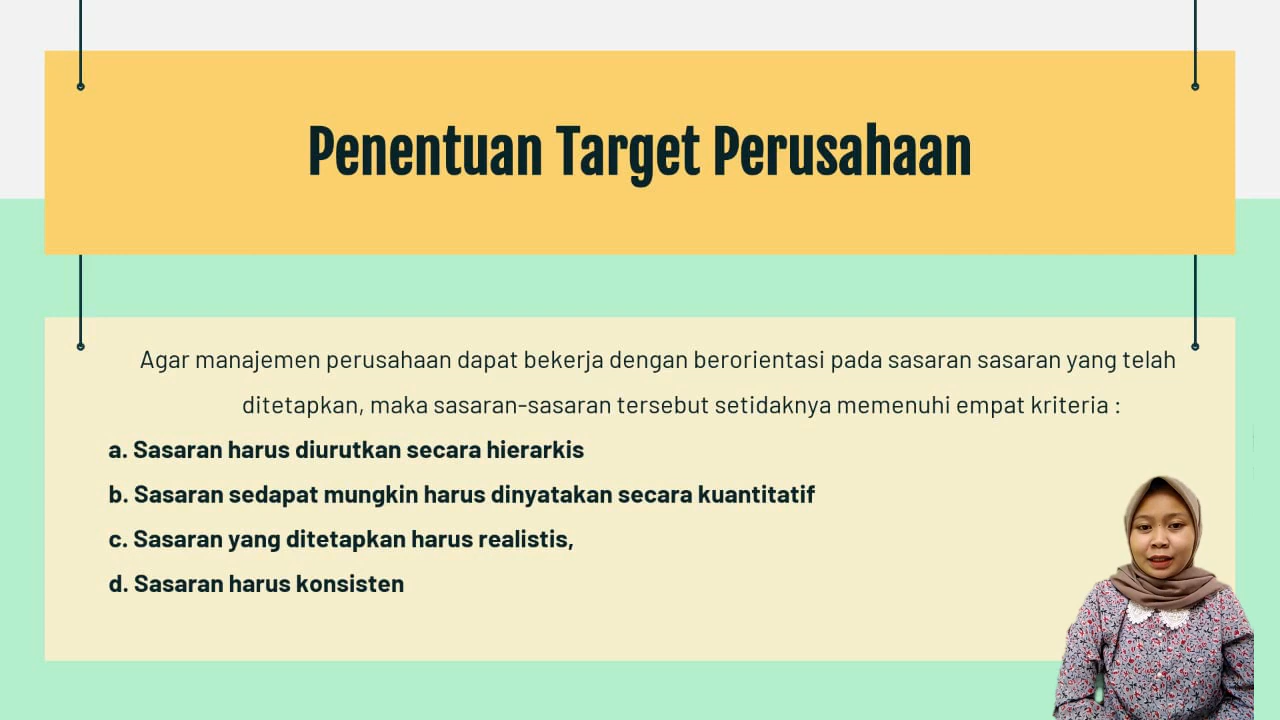 Penentuan Target Perusahaan
Agar manajemen perusahaan dapat bekerja dengan berorientasi pada sasaran sasaran yang telah
ditetapkan, maka sasaran-sasaran tersebut setidaknya memenuhi empat kriteria :
a. Sasaran harus diurutkan secara hierarkis
b. Sasaran sedapat mungkin harus dinyatakan secara kuantitatif
c. Sasaran yang ditetapkan harus realistis,
d. Sasaran harus konsisten